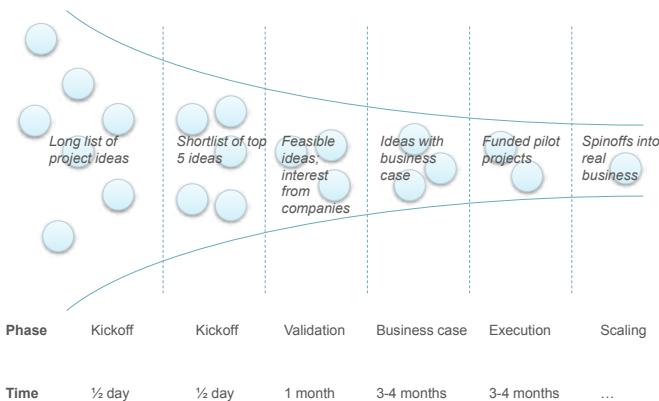 Long list of
project ideas
Shortlist of top
5 ideas
Feasible
ideas;
interest
from
companies
Ideas with
business
case
Funded pilot
projects
Spinoffs into
real
business
Phase Kickoff Kickoff Validation Business case Execution Scaling
Time ½ day ½ day 1 month 3-4 months 3-4 months …